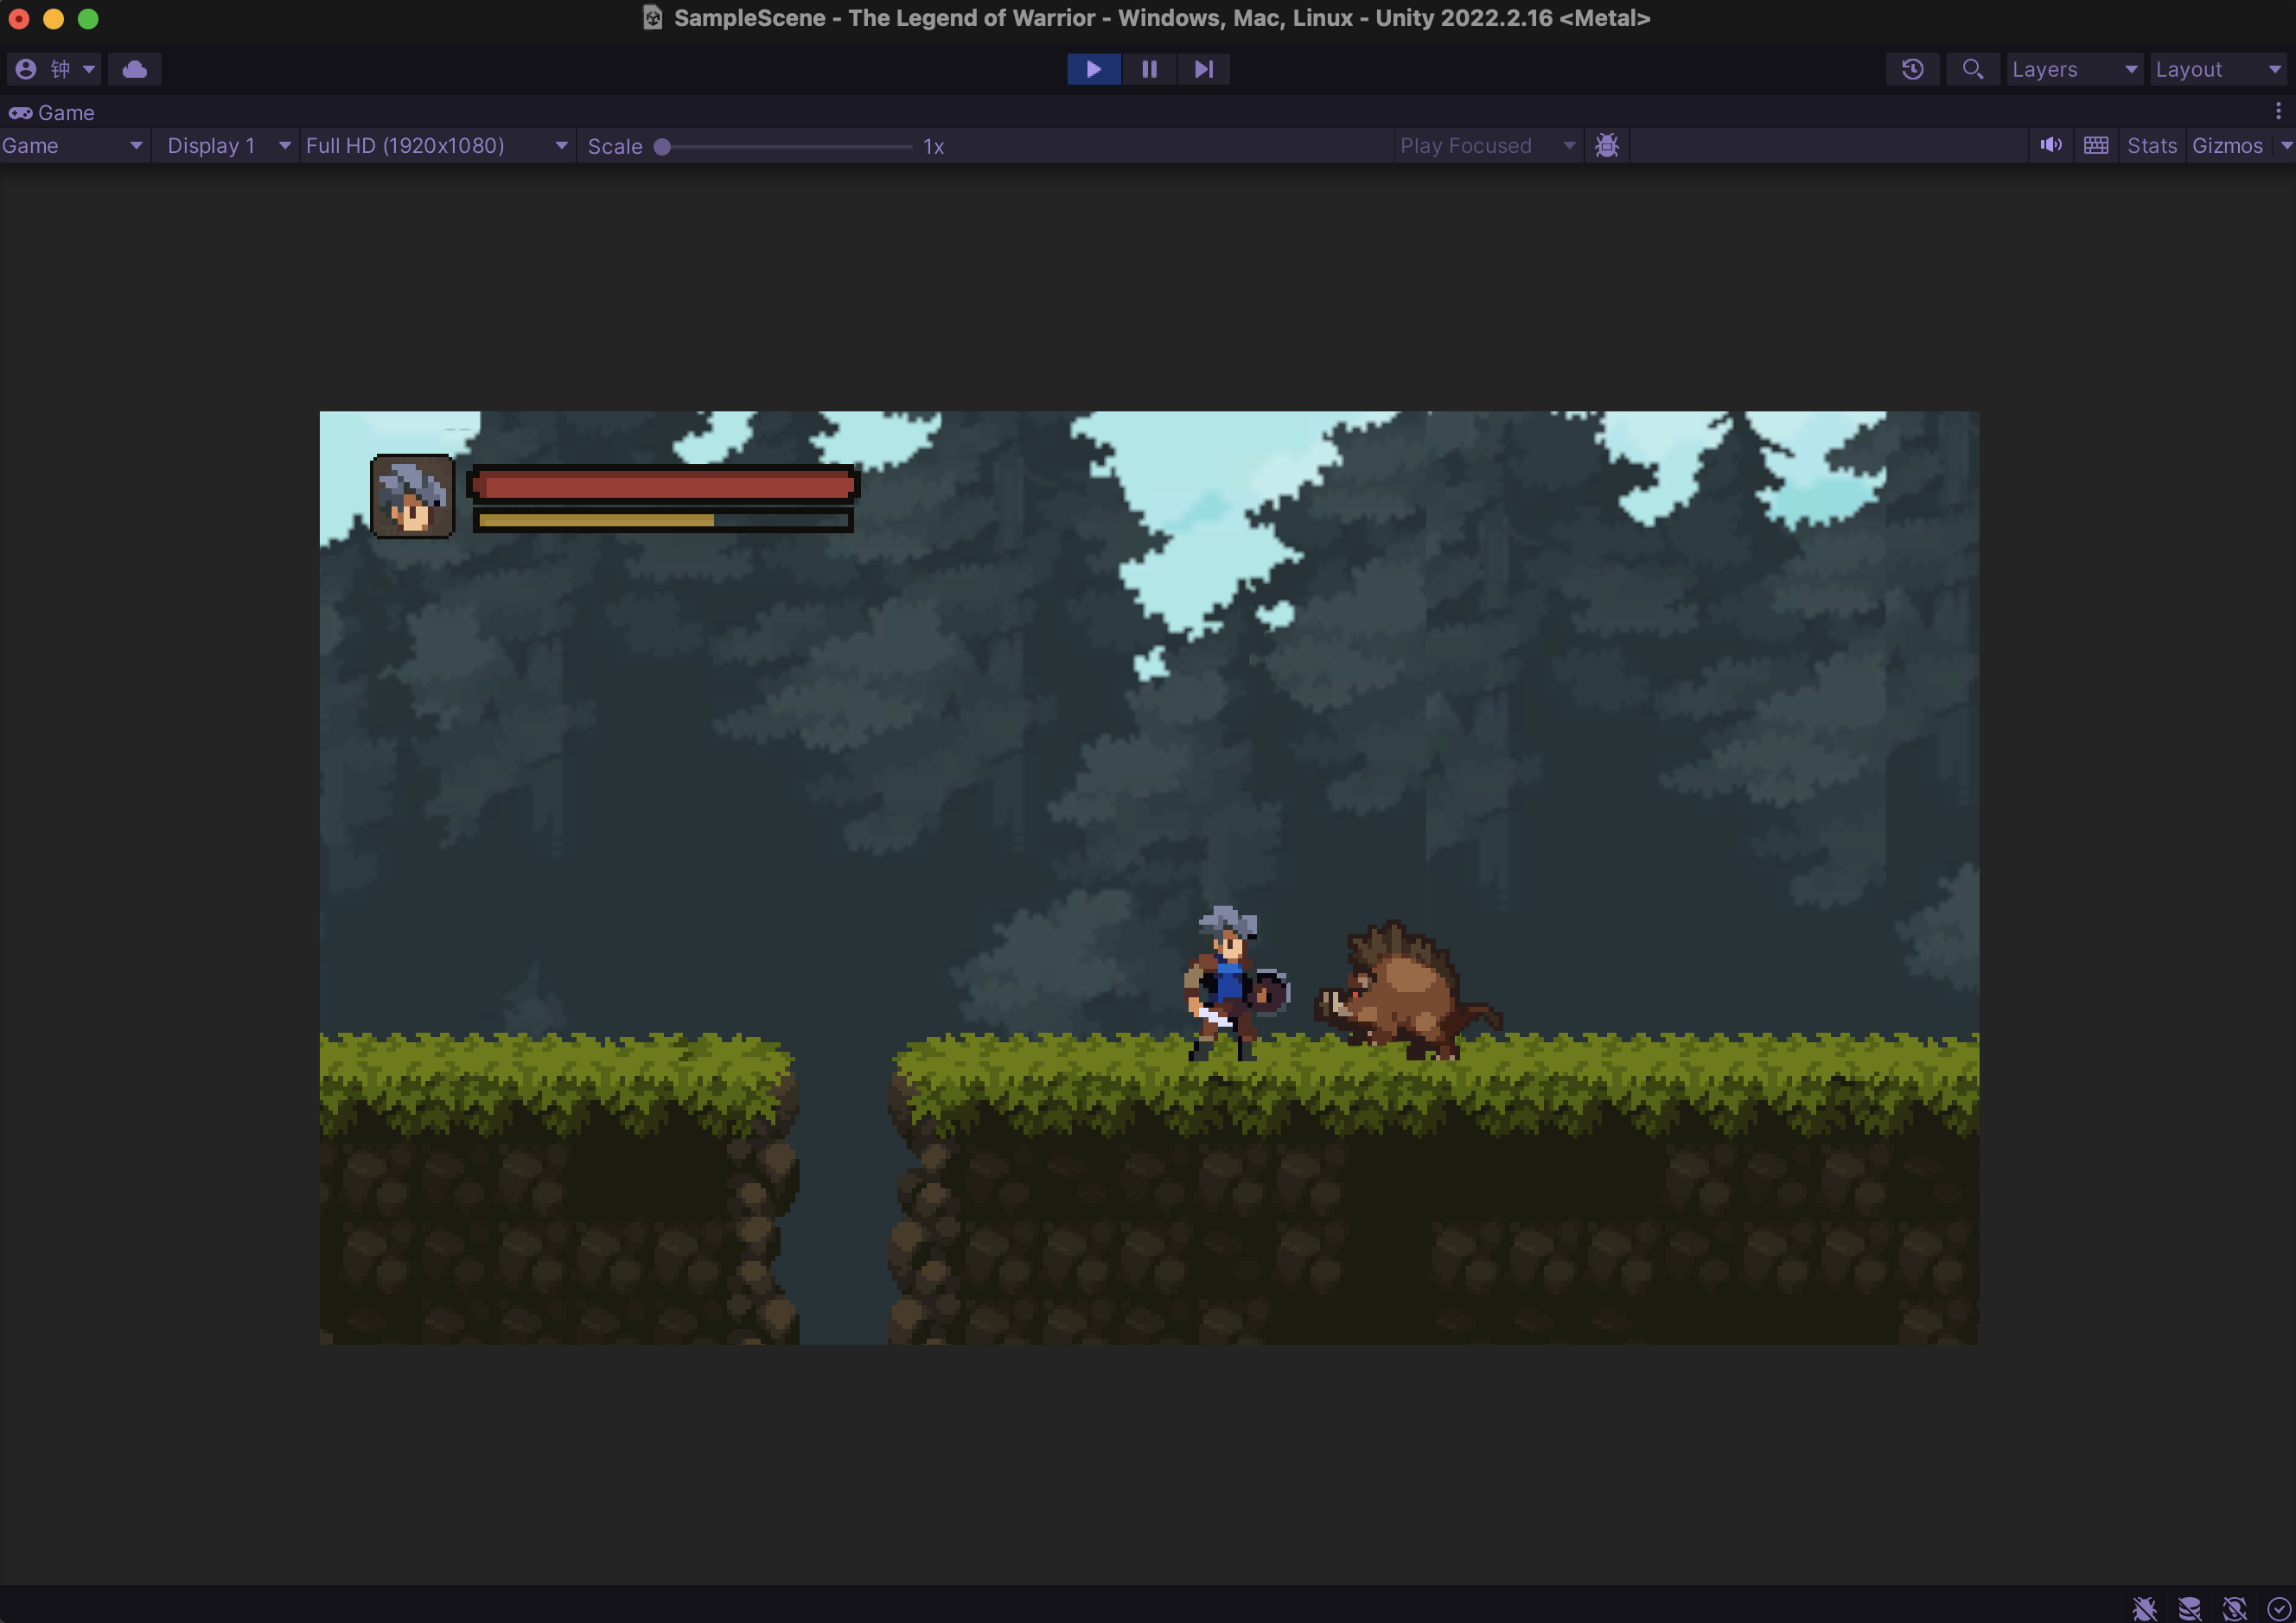 SampleScene - The Legend of Warrior - Windows, Mac, Linux - Unity 2022.2.16 <Metal>
钟 Layers Layout
Game
Game Display 1 Full HD (1920x1080) Scale 1x Play Focused Stats Gizmos